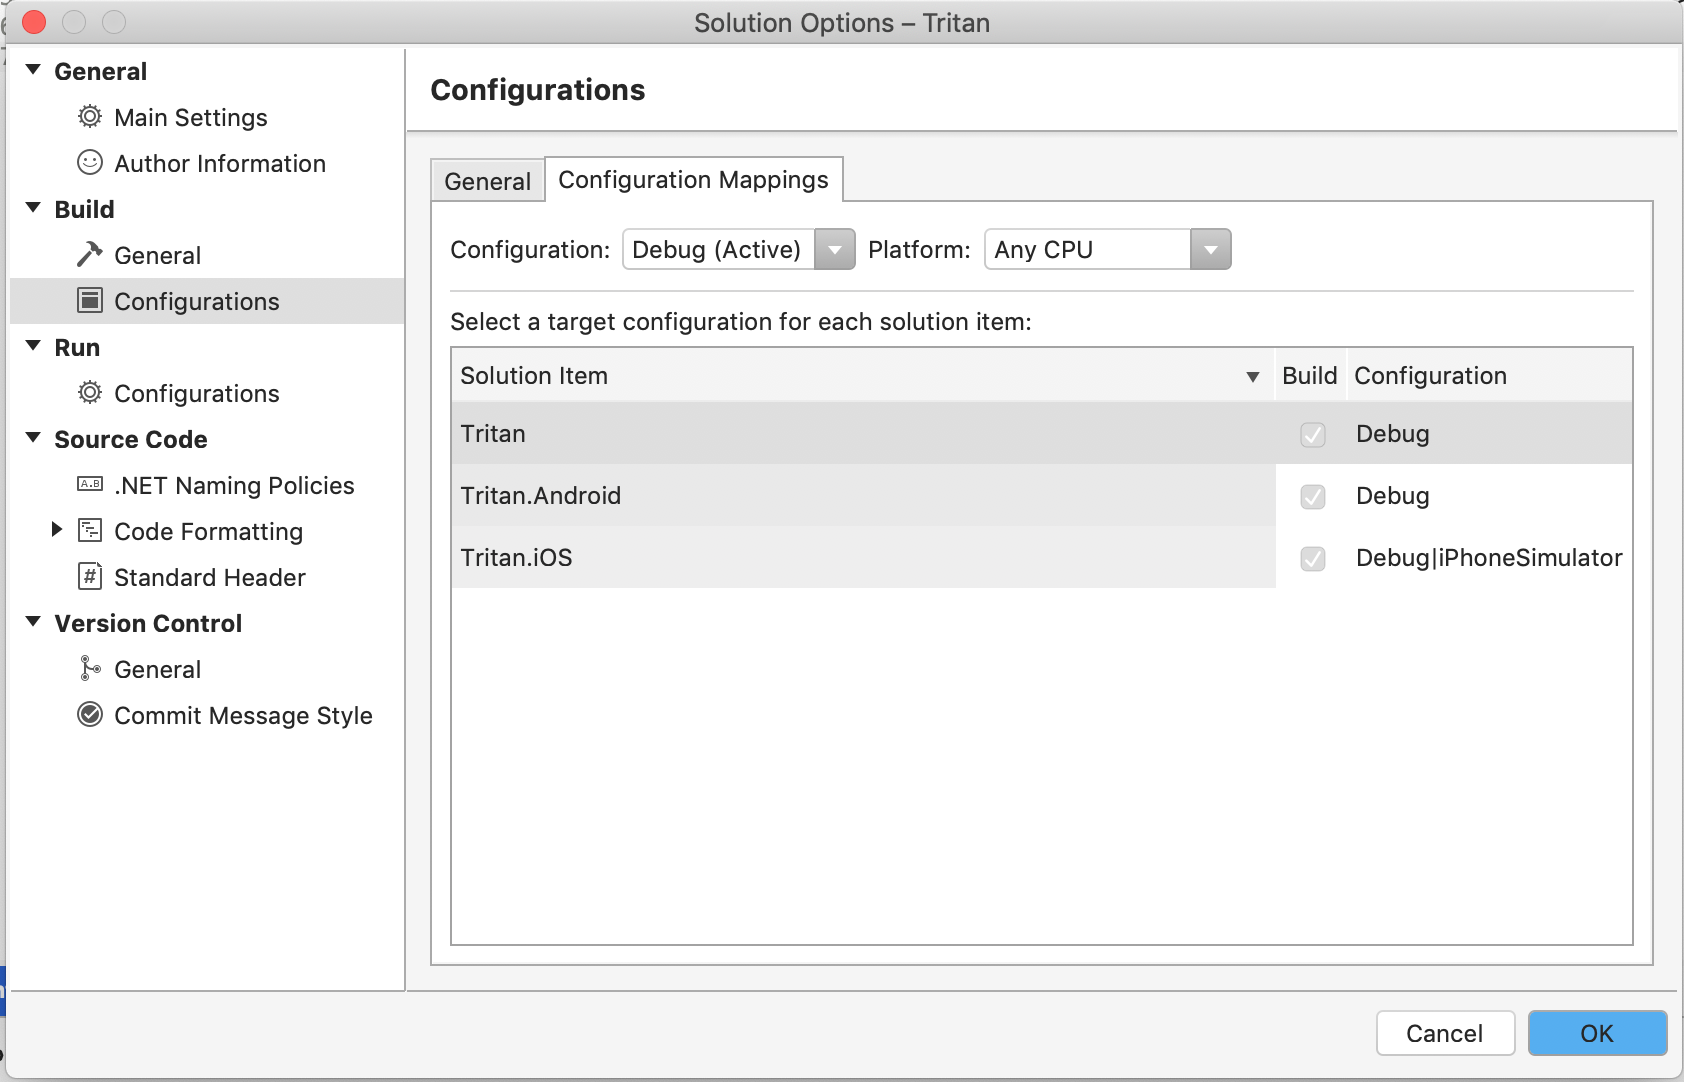 Solution Options – Tritan
General
Main Settings
Author Information
Build
General
Configurations
Run
Configurations
Source Code
A.B .NET Naming Policies
Code Formatting
# Standard Header
Version Control
General
Commit Message Style
Configurations
General Configuration Mappings
Configuration: Debug (Active) Platform: Any CPU
Select a target configuration for each solution item:
Solution Item Build Configuration
Tritan Debug
Tritan.Android Debug
Tritan.iOS Debug|iPhoneSimulator
Cancel OK